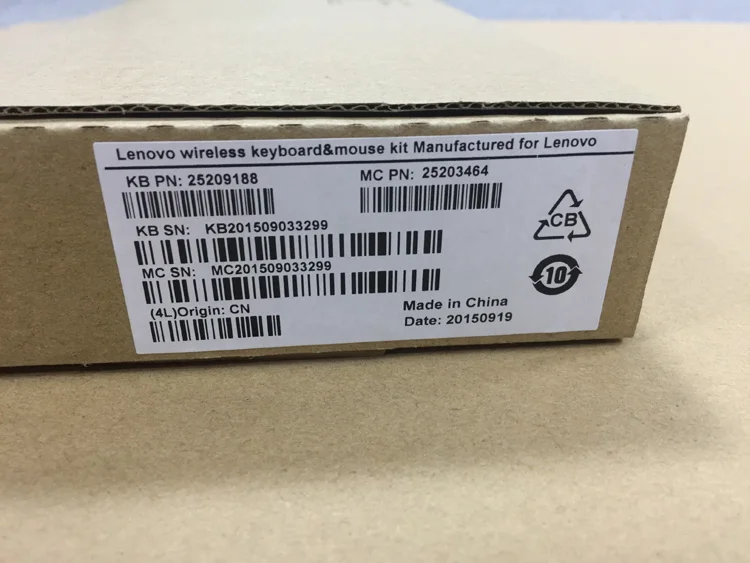 Lenovo wireless keyboard&mouse kit Manufactured for Lenovo
KB PN: 25209188
MC PN: 25203464
KB SN: KB201509033299
MC SN: MC201509033299
CB
10
(4L)Origin: CN
Made in China
Date: 20150919